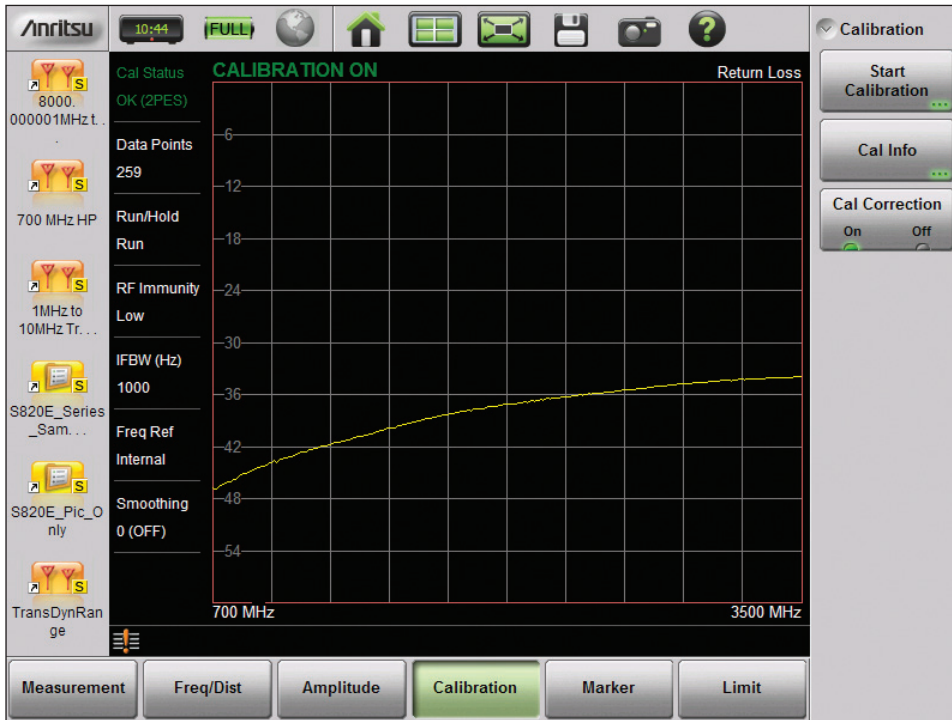 Anritsu
10:44
FULL
?
Calibration
8000.
000001MHz t. .
.
S
700 MHz HP
S
1MHz to
10MHz Tr. . .
S
S820E_Series
_Sam. . .
S
S820E_Pic_O
nly
S
TransDynRan
ge
S
Cal Status
OK (2PES)
Data Points
259
Run/Hold
Run
RF Immunity
Low
IFBW (Hz)
1000
Freq Ref
Internal
Smoothing
0 (OFF)
CALIBRATION ON
Return Loss
-6
-12
-18
-24
-30
-36
-42
-48
-54
700 MHz
3500 MHz
Start
Calibration
Cal Info
Cal Correction
On
Off
Measurement
Freq/Dist
Amplitude
Calibration
Marker
Limit